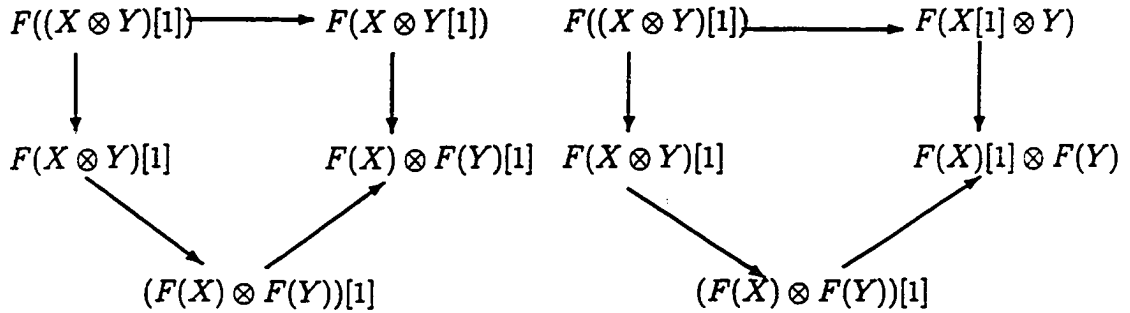 F((X ⊗ Y)[1]) F(X ⊗ Y[1]) F((X ⊗ Y)[1]) F(X[1] ⊗ Y)
F(X ⊗ Y)[1] F(X) ⊗ F(Y)[1] F(X ⊗ Y)[1] F(X)[1] ⊗ F(Y)
(F(X) ⊗ F(Y))[1] (F(X) ⊗ F(Y))[1]